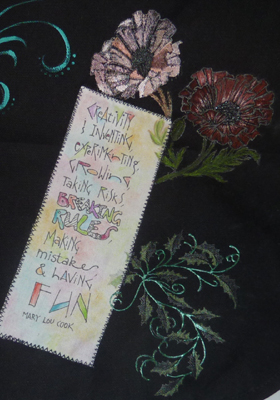 CREATIVITY
is INVENTING,
EXPERIMENTING,
GROWING,
TAKING RISKS,
BREAKING
RULES,
MAKING
mistakes
& HAVING
FUN
MARY LOU COOK